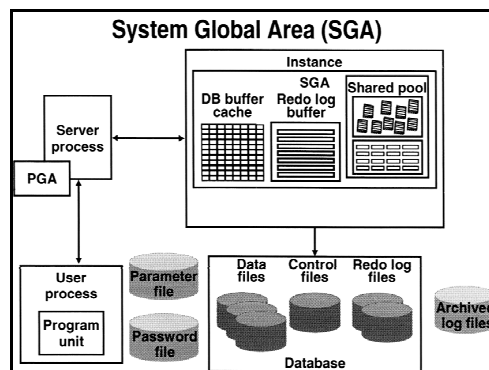 System Global Area (SGA)
Instance
SGA
Shared pool
DB buffer
cache
Redo log
buffer
Server
process
PGA
User
process
Program
unit
Parameter
file
Password
file
Data
files
Control
files
Redo log
files
Database
Archived
log files